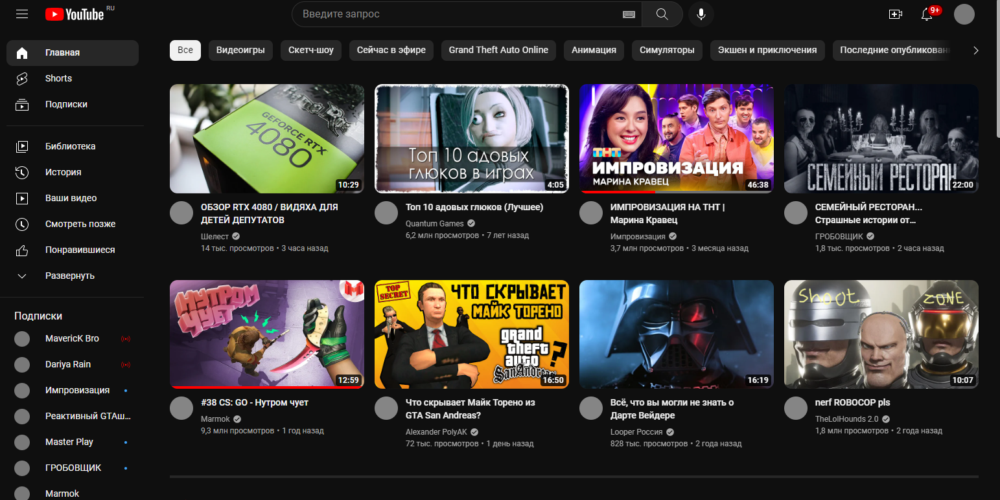 YouTube RU
Введите запрос
9+
Главная
Shorts
Подписки
Библиотека
История
Ваши видео
Смотреть позже
Понравившиеся
Развернуть
Подписки
MavericK Bro
Dariya Rain
Импровизация
Реактивный GTAш...
Master Play
ГРОБОВЩИК
Marmok
Все
Видеоигры
Скетч-шоу
Сейчас в эфире
Grand Theft Auto Online
Анимация
Симуляторы
Экшен и приключения
Последние опубликован
GEFORCE RTX
4080
10:29
ОБЗОР RTX 4080 / ВИДЯХА ДЛЯ
ДЕТЕЙ ДЕПУТАТОВ
Шелест
14 тыс. просмотров • 3 часа назад
Топ 10 адовых
глюков в играх
4:05
Топ 10 адовых глюков (Лучшее)
Quantum Games
6,2 млн просмотров • 7 лет назад
ТНТ
ИМПРОВИЗАЦИЯ
МАРИНА КРАВЕЦ
46:38
ИМПРОВИЗАЦИЯ НА ТНТ |
Марина Кравец
Импровизация
3,7 млн просмотров • 3 месяца назад
СЕМЕЙНЫЙ РЕСТОРАН
22:00
СЕМЕЙНЫЙ РЕСТОРАН...
Страшные истории от...
ГРОБОВЩИК
1,8 тыс. просмотров • 2 часа назад
НУТРОМ
ЧУЕТ
12:59
#38 CS: GO - Нутром чует
Marmok
9,3 млн просмотров • 1 год назад
TOP
SECRET
ЧТО СКРЫВАЕТ
МАЙК ТОРЕНО
grand
theft
auto
San Andreas
?
16:50
Что скрывает Майк Торено из
GTA San Andreas?
Alexander PolyAK
72 тыс. просмотров • 1 день назад
16:19
Всё, что вы могли не знать о
Дарте Вейдере
Looper Россия
828 тыс. просмотров • 2 года назад
Shoot ZONE
10:07
nerf ROBOCOP pls
TheLolHounds 2.0
1,8 млн просмотров • 2 года назад